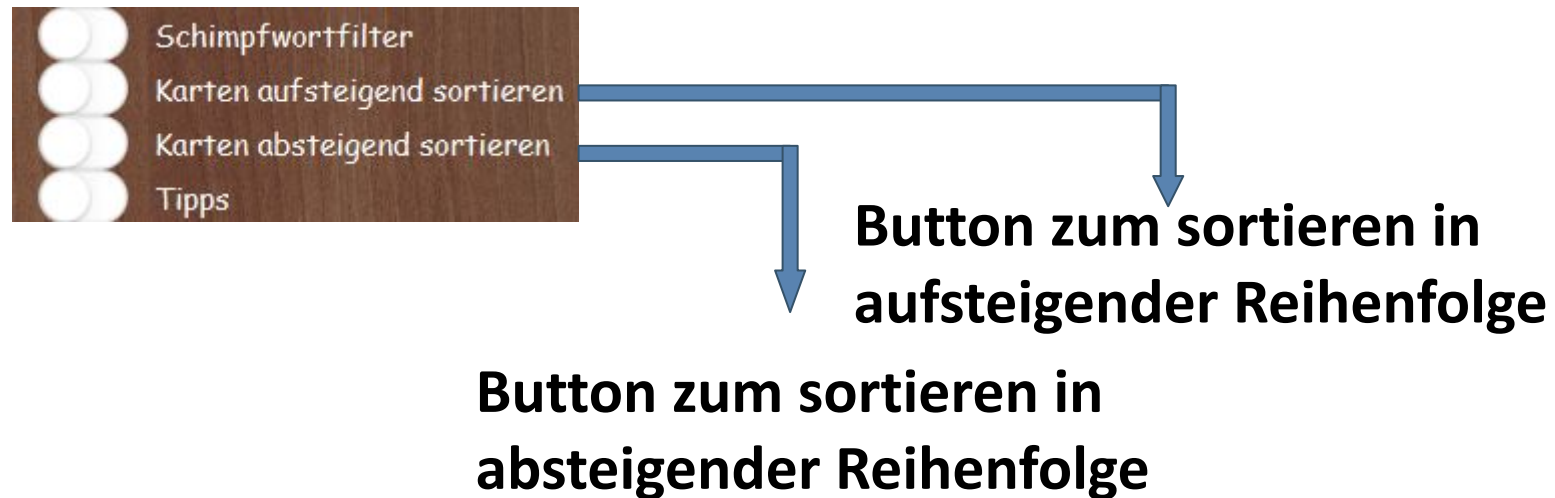 Schimpfwortfilter
Karten aufsteigend sortieren
Karten absteigend sortieren
Tipps
Button zum sortieren in
aufsteigender Reihenfolge
Button zum sortieren in
absteigender Reihenfolge